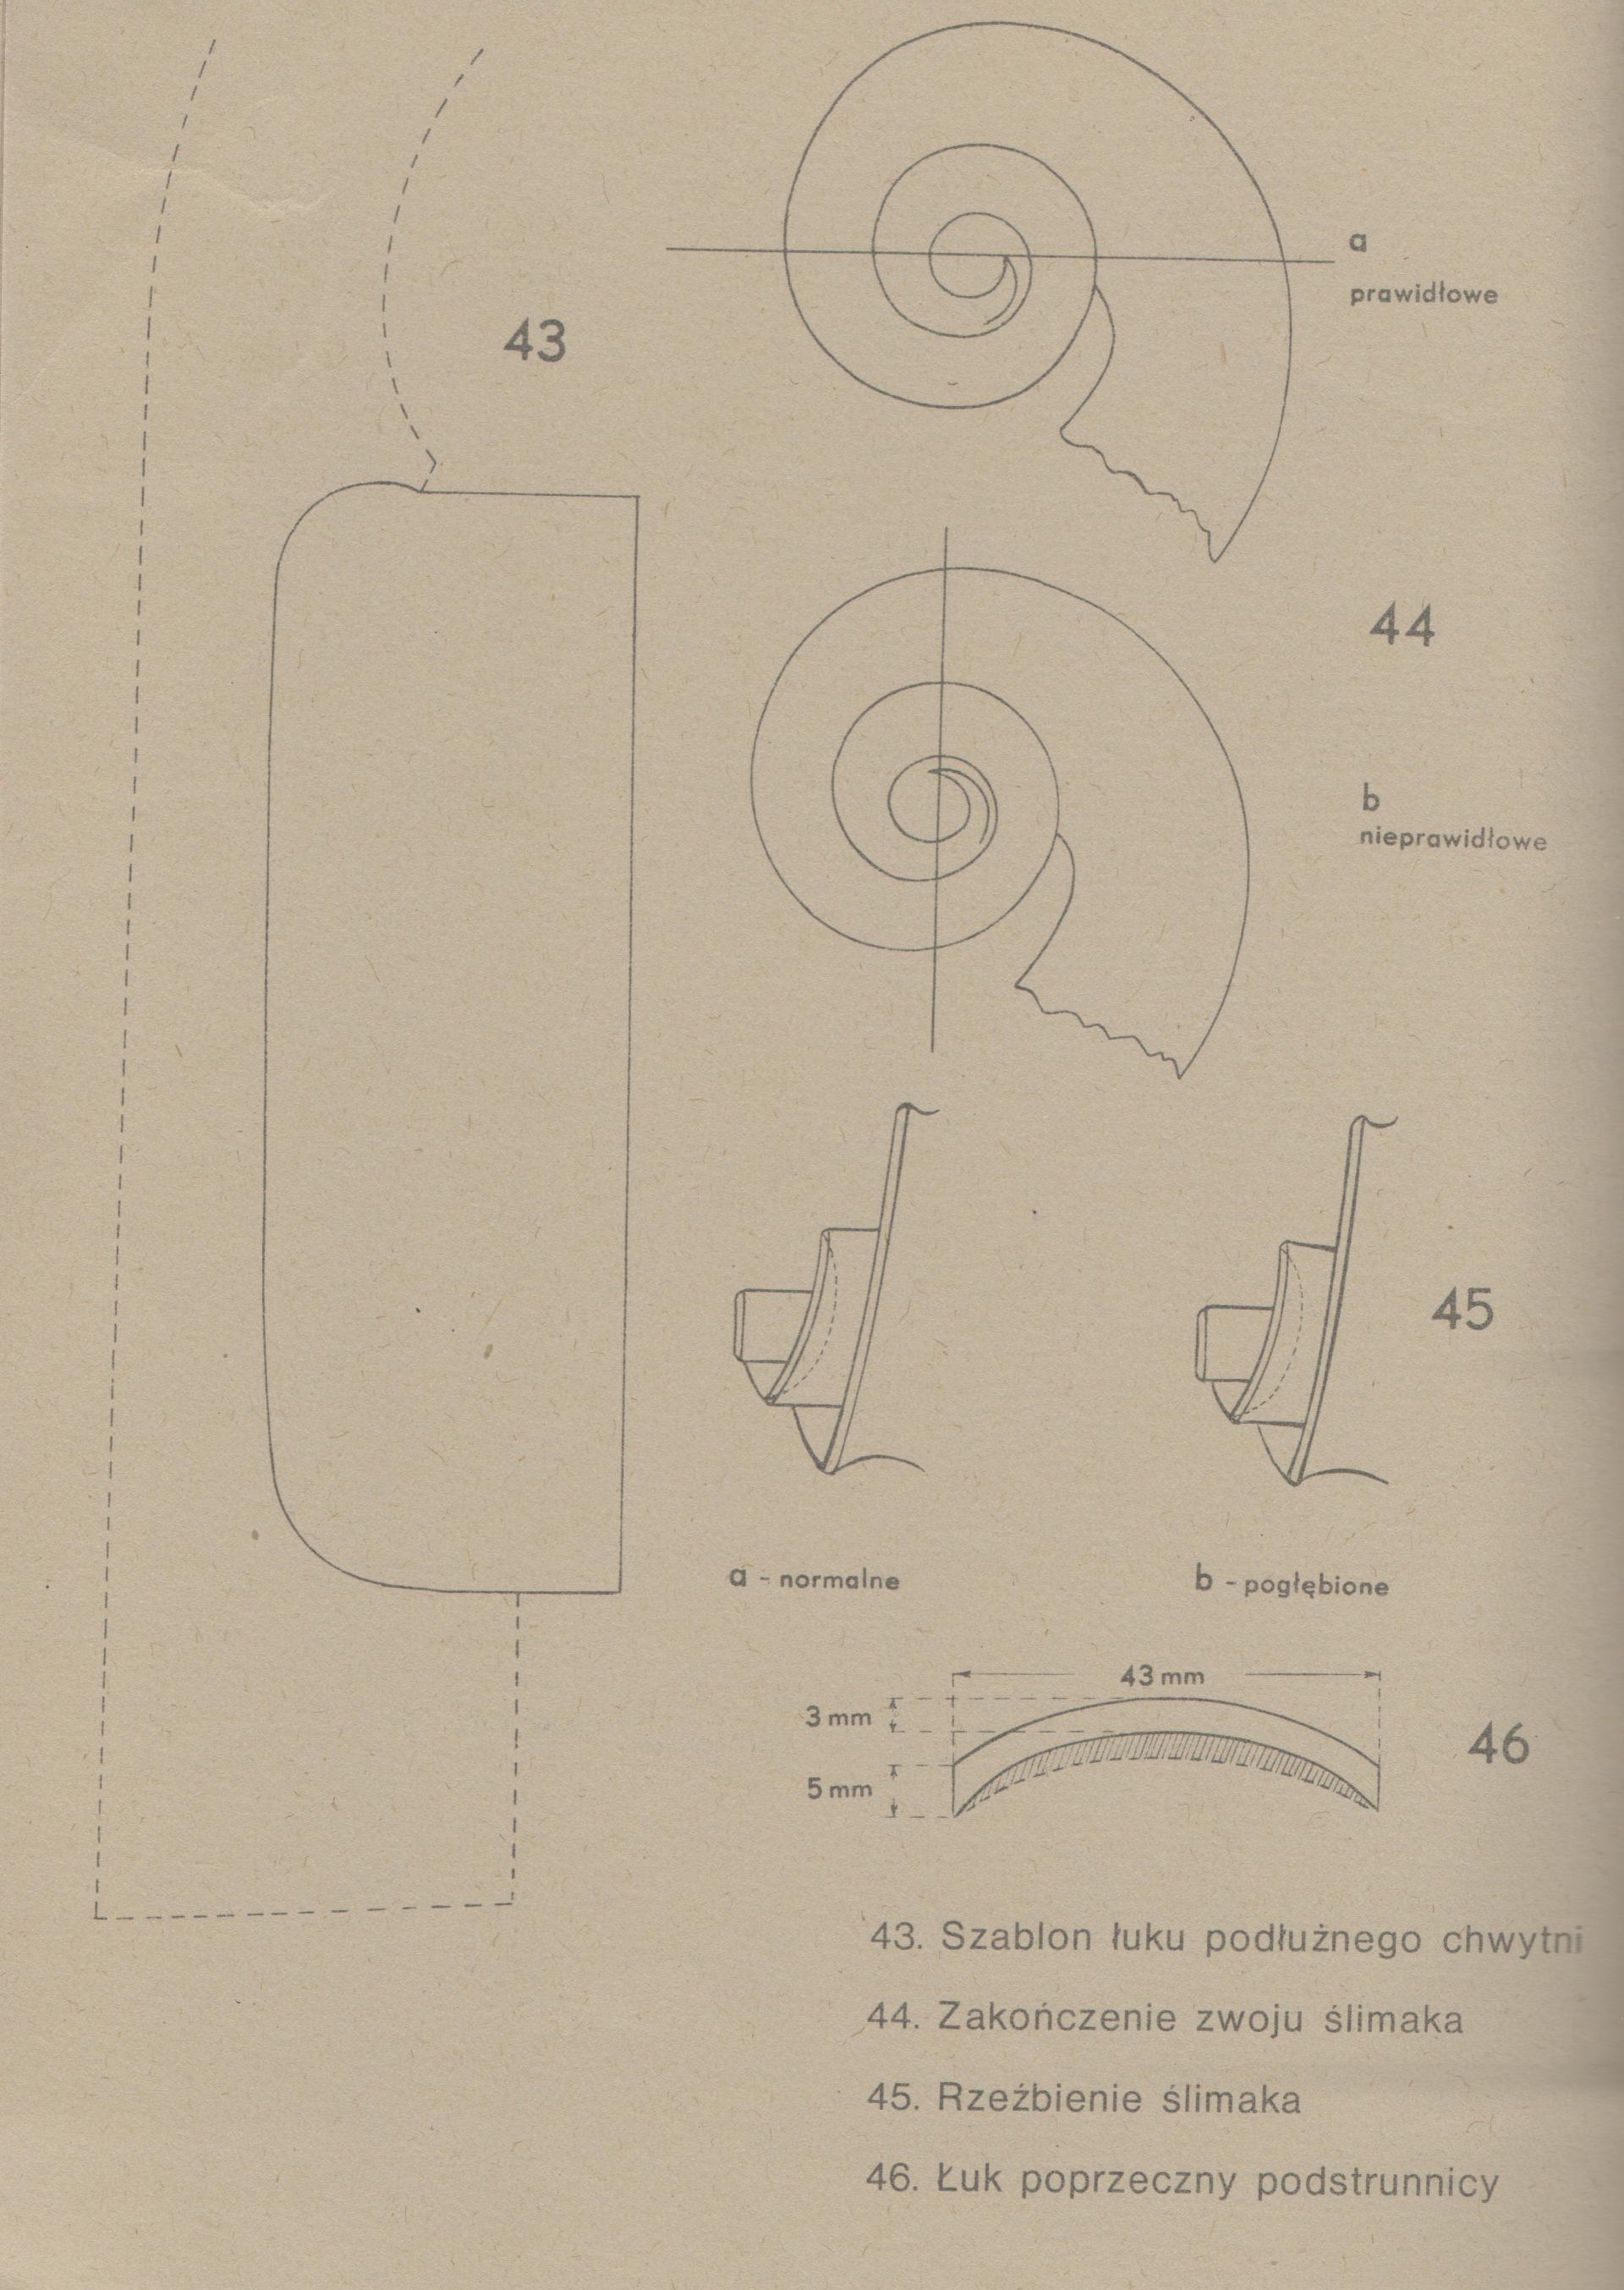 43
a
prawidłowe
44
b
nieprawidłowe
45
a - normalne
b - pogłębione
43 mm
3 mm
5 mm
46
43. Szablon łuku podłużnego chwytni
44. Zakończenie zwoju ślimaka
45. Rzeźbienie ślimaka
46. Łuk poprzeczny podstrunnicy